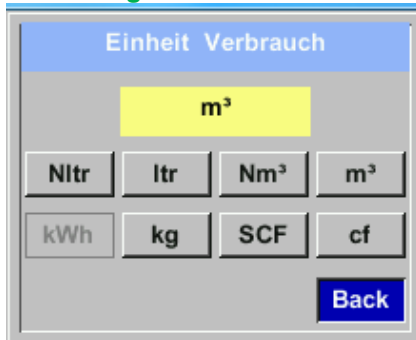 Einheit Verbrauch
m³
Nltr ltr Nm³ m³
kWh kg SCF cf
Back